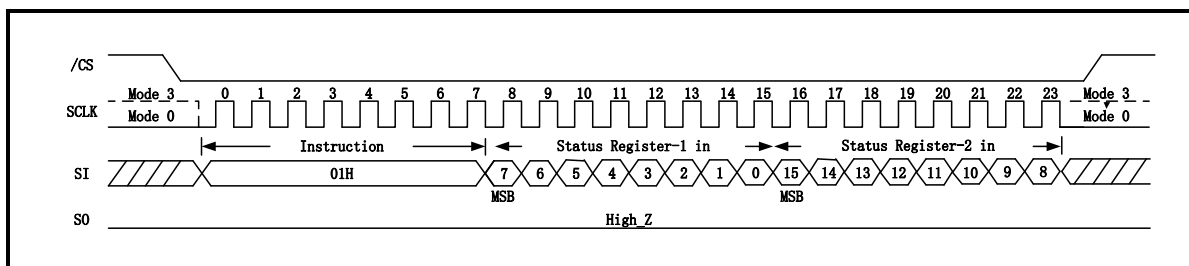 /CS
Mode 3 0 1 2 3 4 5 6 7 8 9 10 11 12 13 14 15 16 17 18 19 20 21 22 23 Mode 3
SCLK Mode 0 Mode 0
Instruction Status Register-1 in Status Register-2 in
SI 01H 7 6 5 4 3 2 1 0 15 14 13 12 11 10 9 8
MSB MSB
SO High_Z